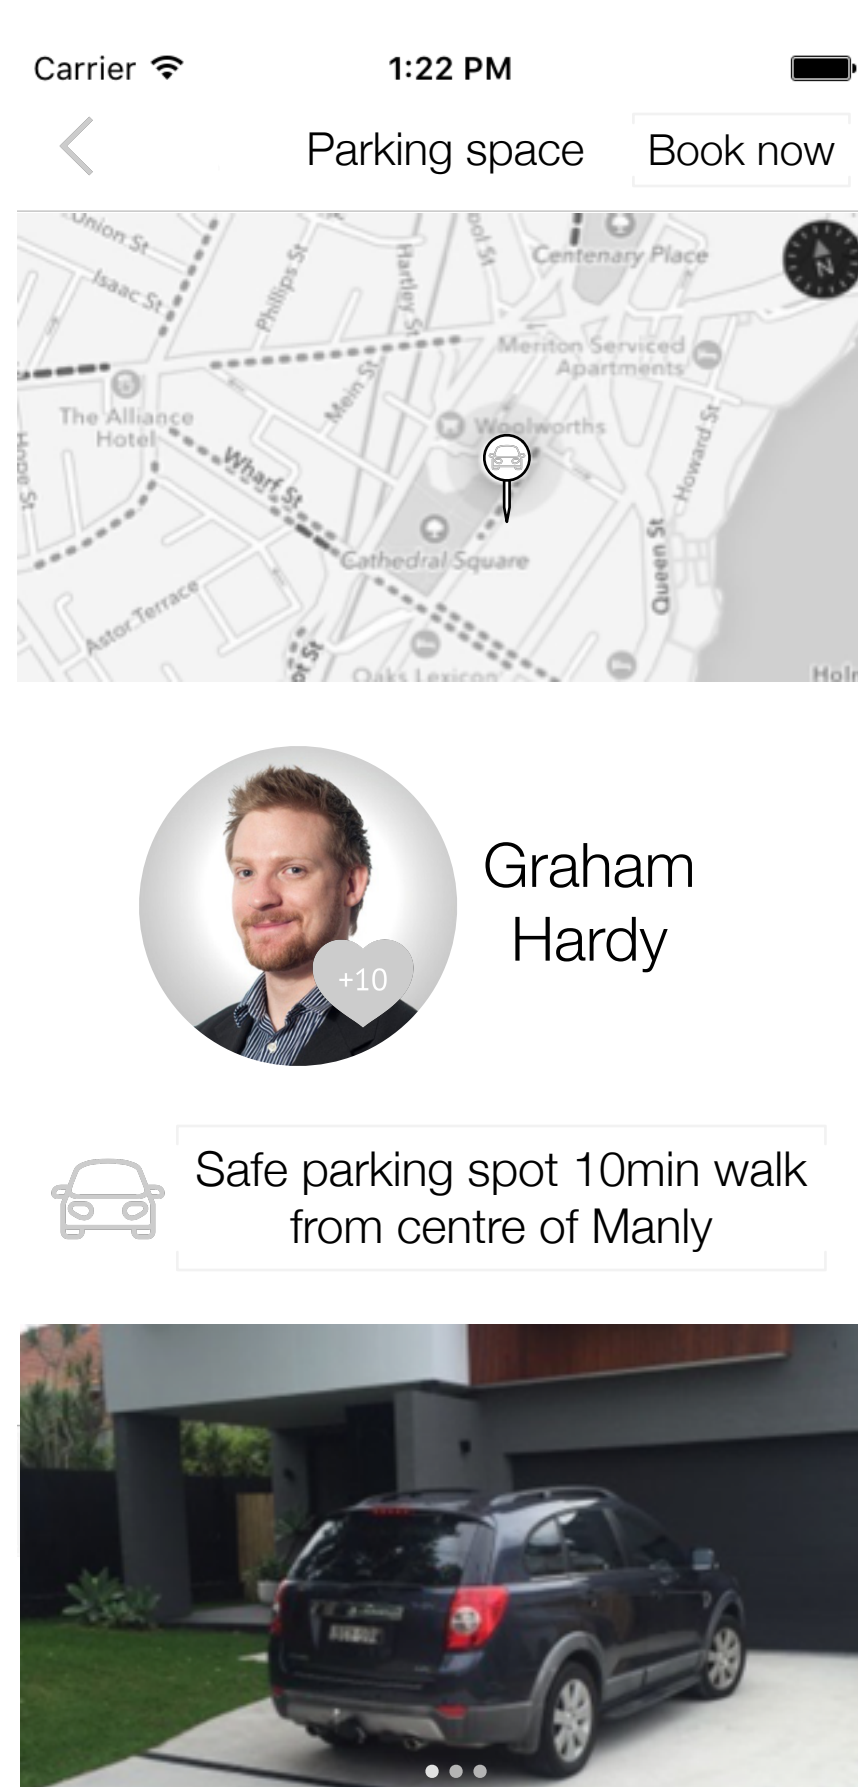 Carrier 1:22 PM
Parking space Book now
Union St
Isaac St
Phillips St
Hartley St
Centenary Place
N
Meriton Serviced
Apartments
Mein St
The Alliance
Hotel
Woolworths
Howard St
Wharf St
Cathedral Square
Queen St
Astor Terrace
Oaks Lexicon
Graham
Hardy
+10
Safe parking spot 10min walk
from centre of Manly